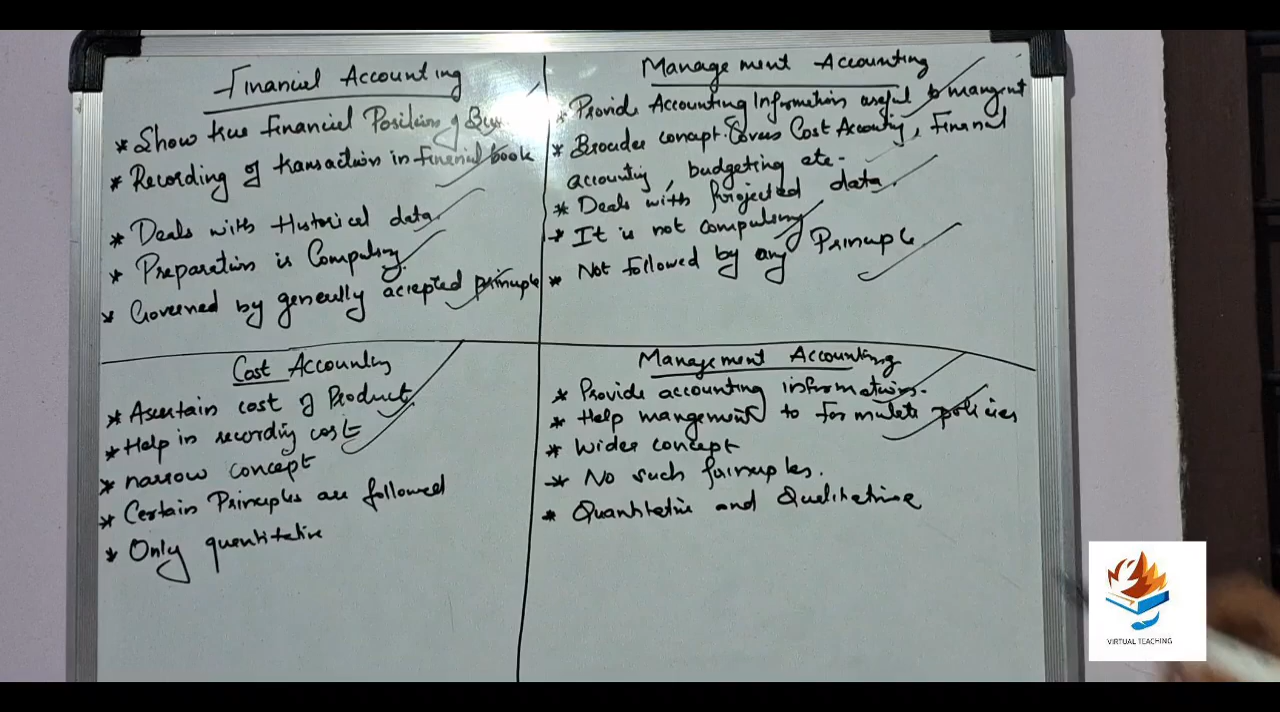 Financial Accounting
* Show true Financial Position of Bus
* Recording of transaction in financial book
* Deals with Historical data.
* Preparation is Compulsory
* Governed by generally accepted principle
Management Accounting
* Provide Accounting Information useful to mangent
* Broader concept. Covers Cost Accounting, Financial
accounting, budgeting etc.
* Deals with Projected data.
* It is not compulsory
* Not followed by any Principle
Cost Accounting
* Ascertain cost of Product
* Help in recording cost
* narrow concept
* Certain Principles are followed
* Only quantitative
Management Accounting
* Provide accounting information.
* Help mangement to formulate policies
* Wider concept
* No such principles.
* Quantitative and Qualitative
VIRTUAL TEACHING